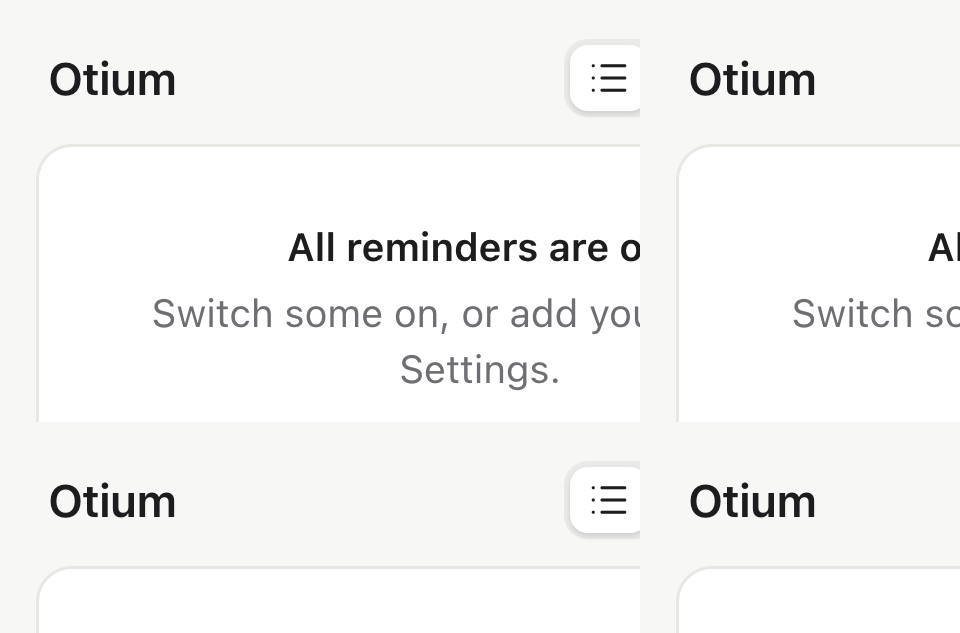 Otium
Otium
All reminders are o
Al
Switch some on, or add you
Switch so
Settings.
Otium
Otium